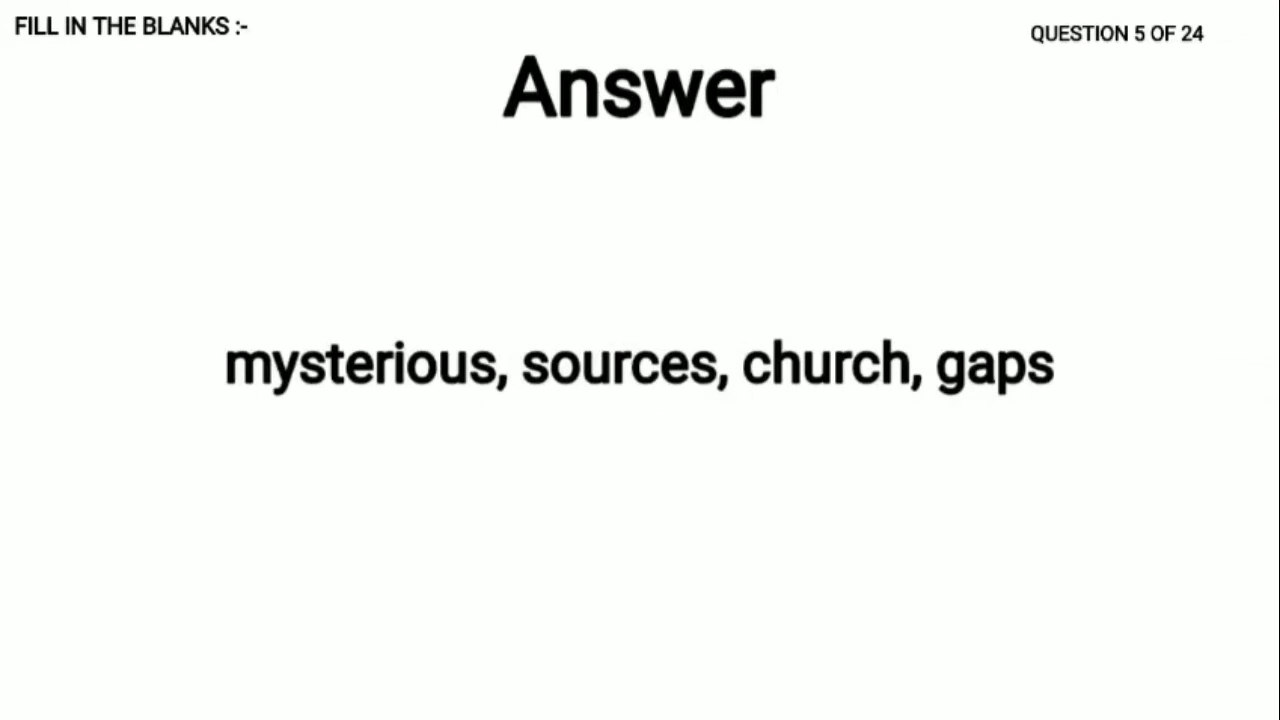 FILL IN THE BLANKS :-
QUESTION 5 OF 24
Answer
mysterious, sources, church, gaps